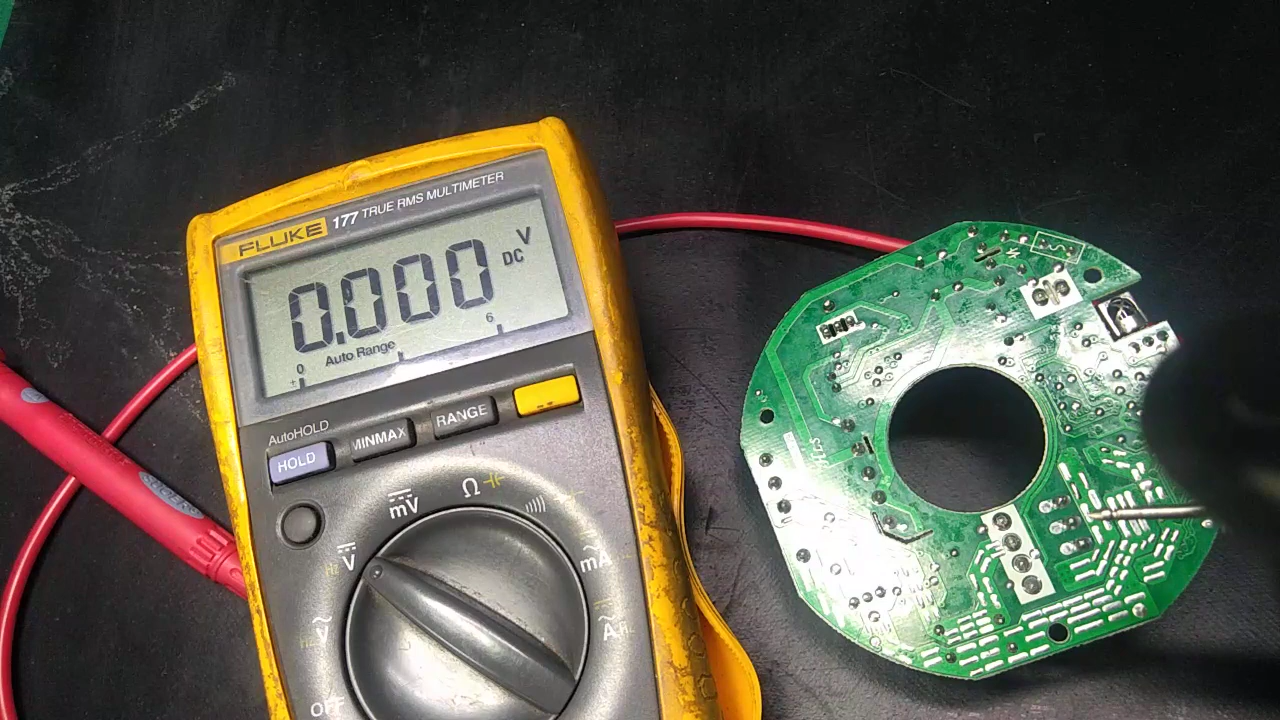 FLUKE 177 TRUE RMS MULTIMETER
0.000 V
DC
6
Auto Range
0
AutoHOLD
HOLD
MINMAX
RANGE
mV
Ω
V
mA
V
A
OFF